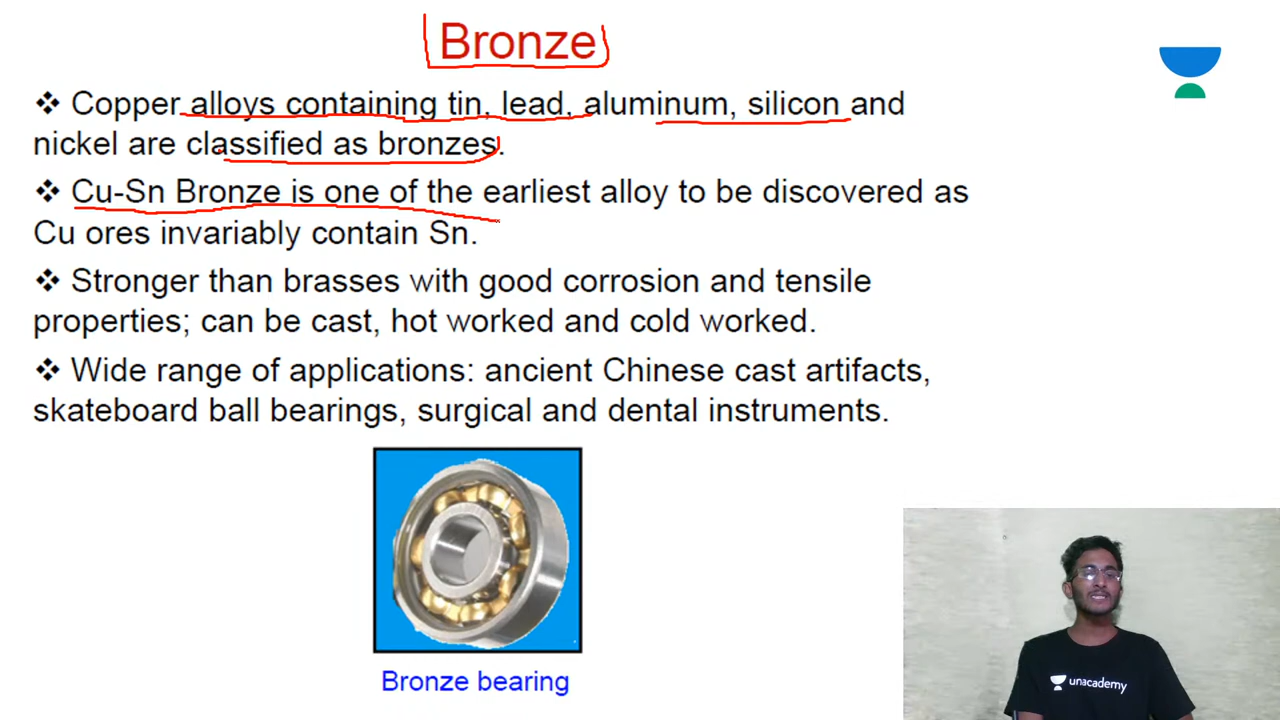 Bronze
❖ Copper alloys containing tin, lead, aluminum, silicon and
nickel are classified as bronzes.
❖ Cu-Sn Bronze is one of the earliest alloy to be discovered as
Cu ores invariably contain Sn.
❖ Stronger than brasses with good corrosion and tensile
properties; can be cast, hot worked and cold worked.
❖ Wide range of applications: ancient Chinese cast artifacts,
skateboard ball bearings, surgical and dental instruments.
Bronze bearing
unacademy